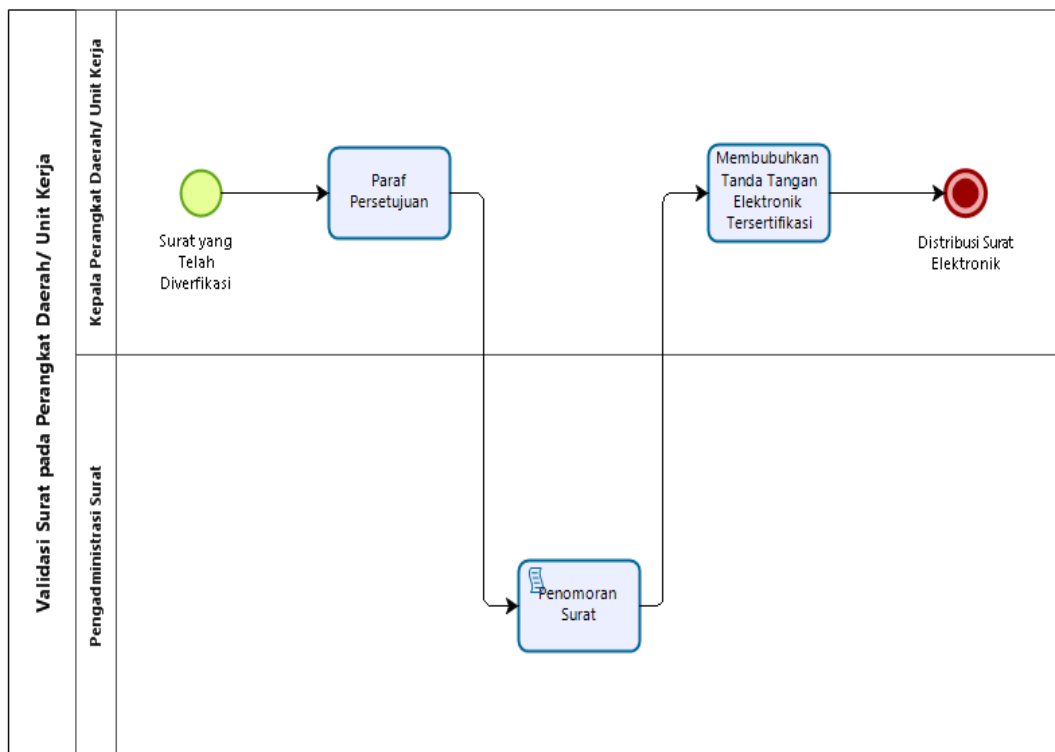 Validasi Surat pada Perangkat Daerah/ Unit Kerja
Kepala Perangkat Daerah/ Unit Kerja
Surat yang
Telah
Diverfikasi
Paraf
Persetujuan
Membubuhkan
Tanda Tangan
Elektronik
Tersertifikasi
Distribusi Surat
Elektronik
Pengadministrasi Surat
Penomoran
Surat